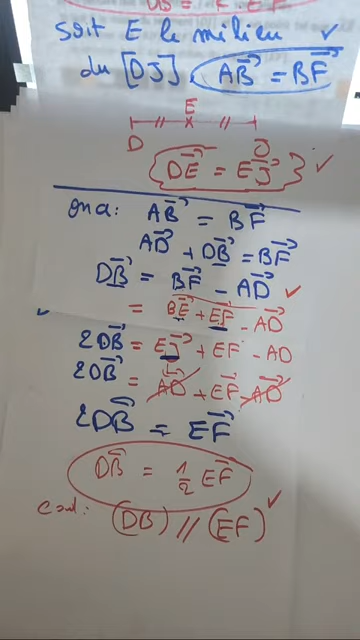 soit E le milieu ✓
du [DJ], AB⃗ = BF⃗
E
D J
DE⃗ = EJ⃗ ✓
on a: AB⃗ = BF⃗
AD⃗ + DB⃗ = BF⃗
DB⃗ = BF⃗ - AD⃗ ✓
= BE⃗ + EF⃗ - AD⃗
2DB⃗ = EJ⃗ + EF - AD
2DB⃗ = AD⃗ + EF⃗ - AD⃗
2DB⃗ = EF⃗
DB⃗ = 1/2 EF⃗
Cond: (DB) // (EF) ✓